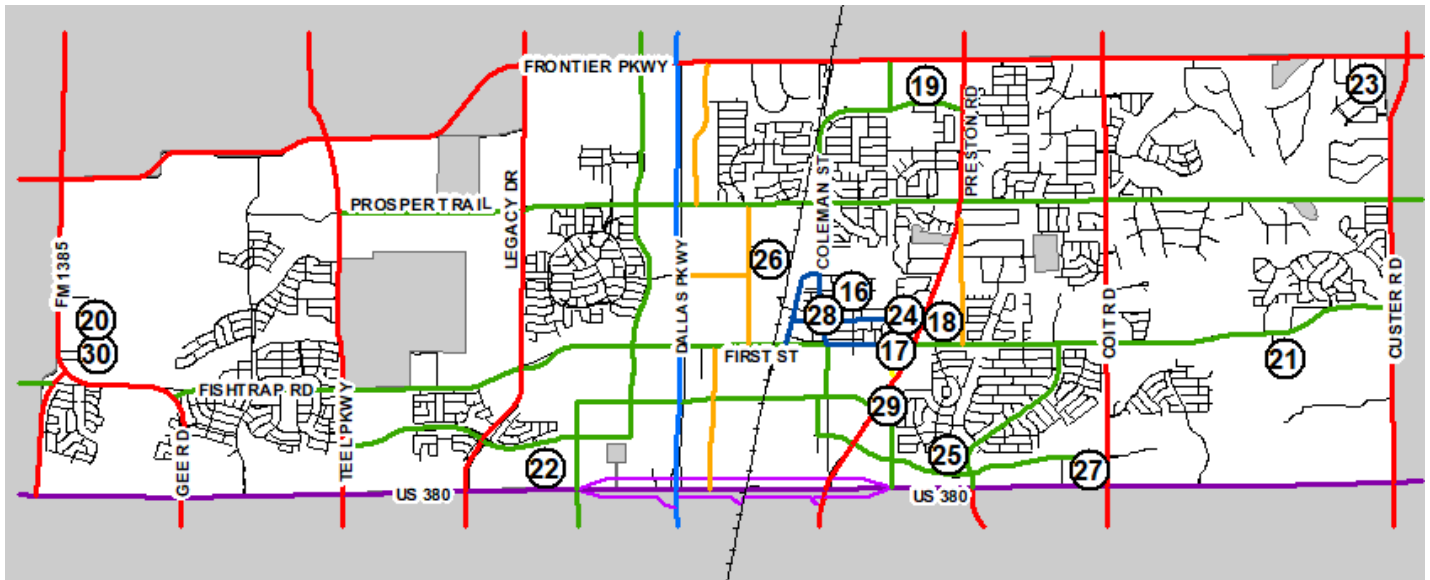 FRONTIER PKWY
19
23
PRESTON RD
COLEMAN ST
PROSPER TRAIL
LEGACY DR
FM 1385
DALLAS PKWY
26
16
20
28
24
18
COIT RD
CUSTER RD
30
FIRST ST
17
21
FISHTRAP RD
TEEL PKWY
29
GEE RD
22
25
27
US 380
US 380